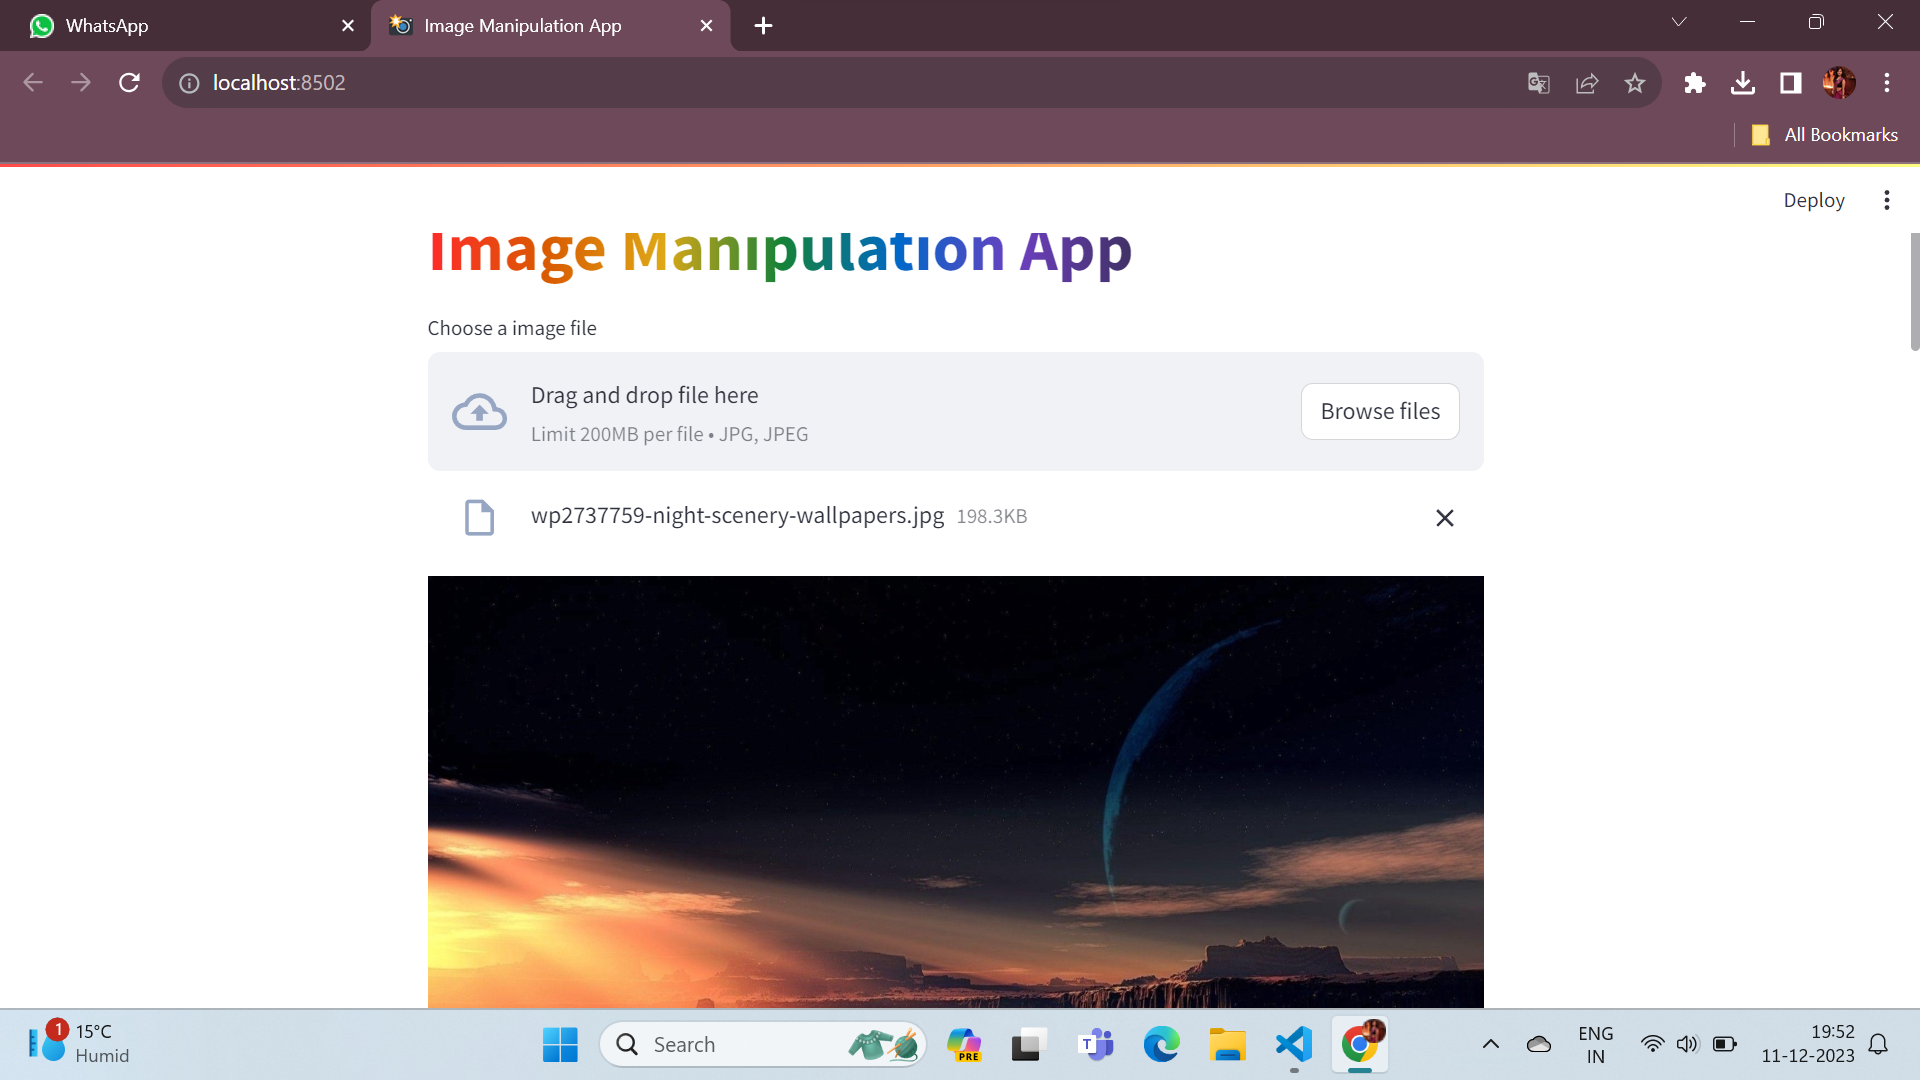 WhatsApp
Image Manipulation App
localhost:8502
All Bookmarks
Deploy
Image Manipulation App
Choose a image file
Drag and drop file here
Limit 200MB per file • JPG, JPEG
Browse files
wp2737759-night-scenery-wallpapers.jpg 198.3KB
1
15°C
Humid
Search
PRE
T
ENG
IN
19:52
11-12-2023